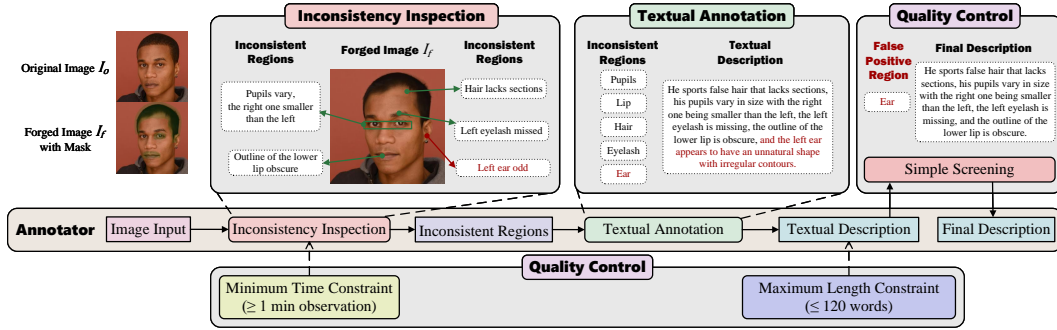 Original Image I_o
Forged Image I_f
with Mask
Inconsistency Inspection
Inconsistent
Regions
Forged Image I_f
Inconsistent
Regions
Pupils vary,
the right one smaller
than the left
Outline of the lower
lip obscure
Hair lacks sections
Left eyelash missed
Left ear odd
Textual Annotation
Inconsistent
Regions
Pupils
Lip
Hair
Eyelash
Ear
Textual
Description
He sports false hair that lacks sections,
his pupils vary in size with the right
one being smaller than the left, the left
eyelash is missing, the outline of the
lower lip is obscure, and the left ear
appears to have an unnatural shape
with irregular contours.
Quality Control
False
Positive
Region
Ear
Final Description
He sports false hair that lacks
sections, his pupils vary in size
with the right one being smaller
than the left, the left eyelash is
missing, and the outline of the
lower lip is obscure.
Simple Screening
Annotator
Image Input
Inconsistency Inspection
Inconsistent Regions
Textual Annotation
Textual Description
Final Description
Quality Control
Minimum Time Constraint
(≥ 1 min observation)
Maximum Length Constraint
(≤ 120 words)